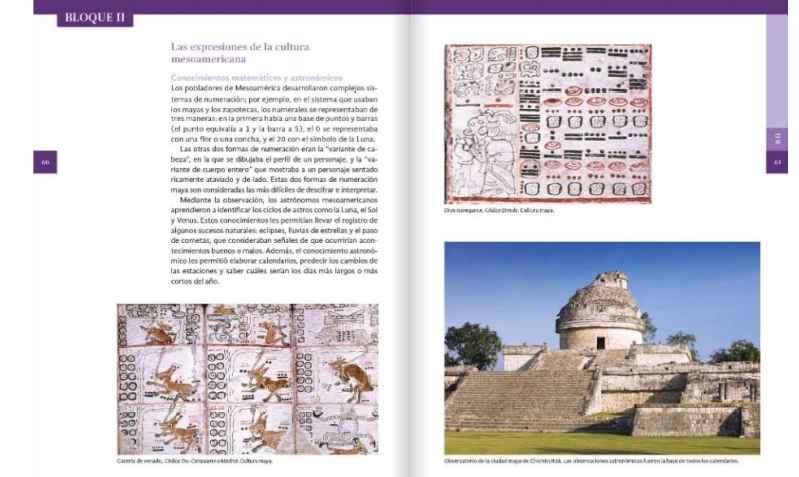 BLOQUE II
Las expresiones de la cultura
mesoamericana
Conocimientos matemáticos y astronómicos
Los pobladores de Mesoamérica desarrollaron complejos sis-
temas de numeración; por ejemplo, en el sistema que usaban
los mayas y los zapotecas, los numerales se representaban de
tres maneras: en la primera había una base de puntos y barras
(el punto equivalía a 1 y la barra a 5), el 0 se representaba
con una flor o una concha, y el 20 con el símbolo de la Luna.
Las otras dos formas de numeración eran la "variante de ca-
beza", en la que se dibujaba el perfil de un personaje, y la "va-
riante de cuerpo entero" que mostraba a un personaje sentado
ricamente ataviado y de lado. Estas dos formas de numeración
maya son consideradas las más difíciles de descifrar e interpretar.
Mediante la observación, los astrónomos mesoamericanos
aprendieron a identificar los ciclos de astros como la Luna, el Sol
y Venus. Estos conocimientos les permitían llevar el registro de
algunos sucesos naturales: eclipses, lluvias de estrellas y el paso
de cometas, que consideraban señales de que ocurrirían acon-
tecimientos buenos o malos. Además, el conocimiento astronó-
mico les permitió elaborar calendarios, predecir los cambios de
las estaciones y saber cuáles serían los días más largos o más
cortos del año.
60
Cacería de venado, Códice Tro-Cortesiano o Madrid. Cultura maya.
Dios navegante, Códice Dresde. Cultura maya.
B II
61
Observatorio de la ciudad maya de Chichén Itzá. Las observaciones astronómicas fueron la base de todos los calendarios.